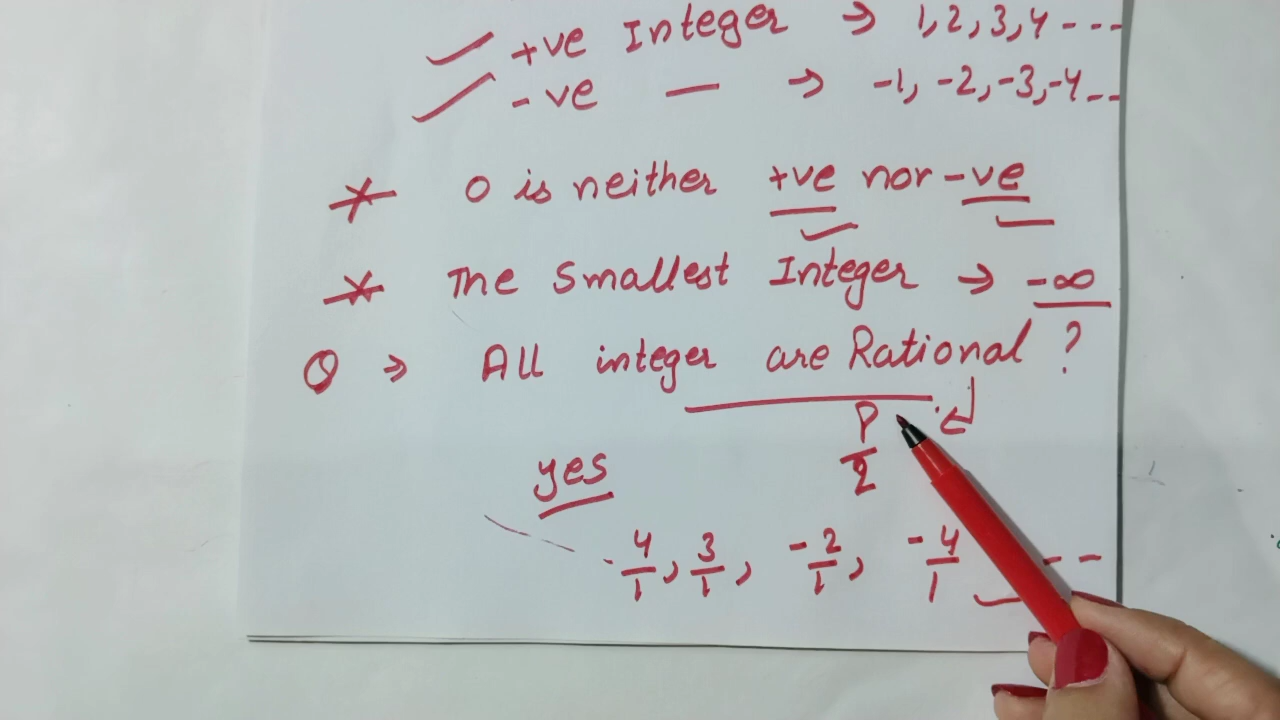 +ve Integer → 1, 2, 3, 4 ---
-ve — → -1, -2, -3, -4 --
* 0 is neither +ve nor -ve
* The Smallest Integer → -∞
Q → All integer are Rational ?
p/q
yes
4/1, 3/1, -2/1, -4/1 ---